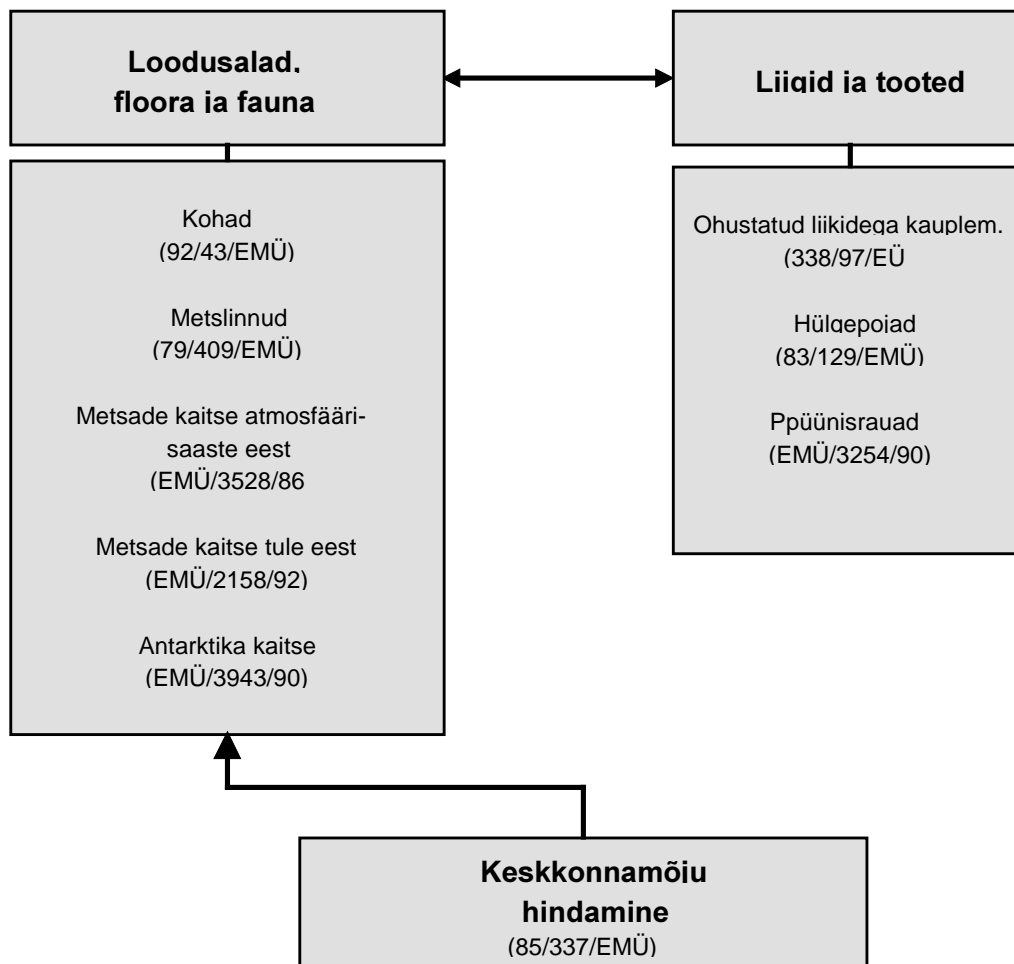 Loodusalad,
floora ja fauna
Liigid ja tooted
Kohad
(92/43/EMÜ)
Metslinnud
(79/409/EMÜ)
Metsade kaitse atmosfääri-
saaste eest
(EMÜ/3528/86
Metsade kaitse tule eest
(EMÜ/2158/92)
Antarktika kaitse
(EMÜ/3943/90)
Ohustatud liikidega kauplem.
(338/97/EÜ
Hülgepojad
(83/129/EMÜ)
Ppüünisrauad
(EMÜ/3254/90)
Keskkonnamõju
hindamine
(85/337/EMÜ)